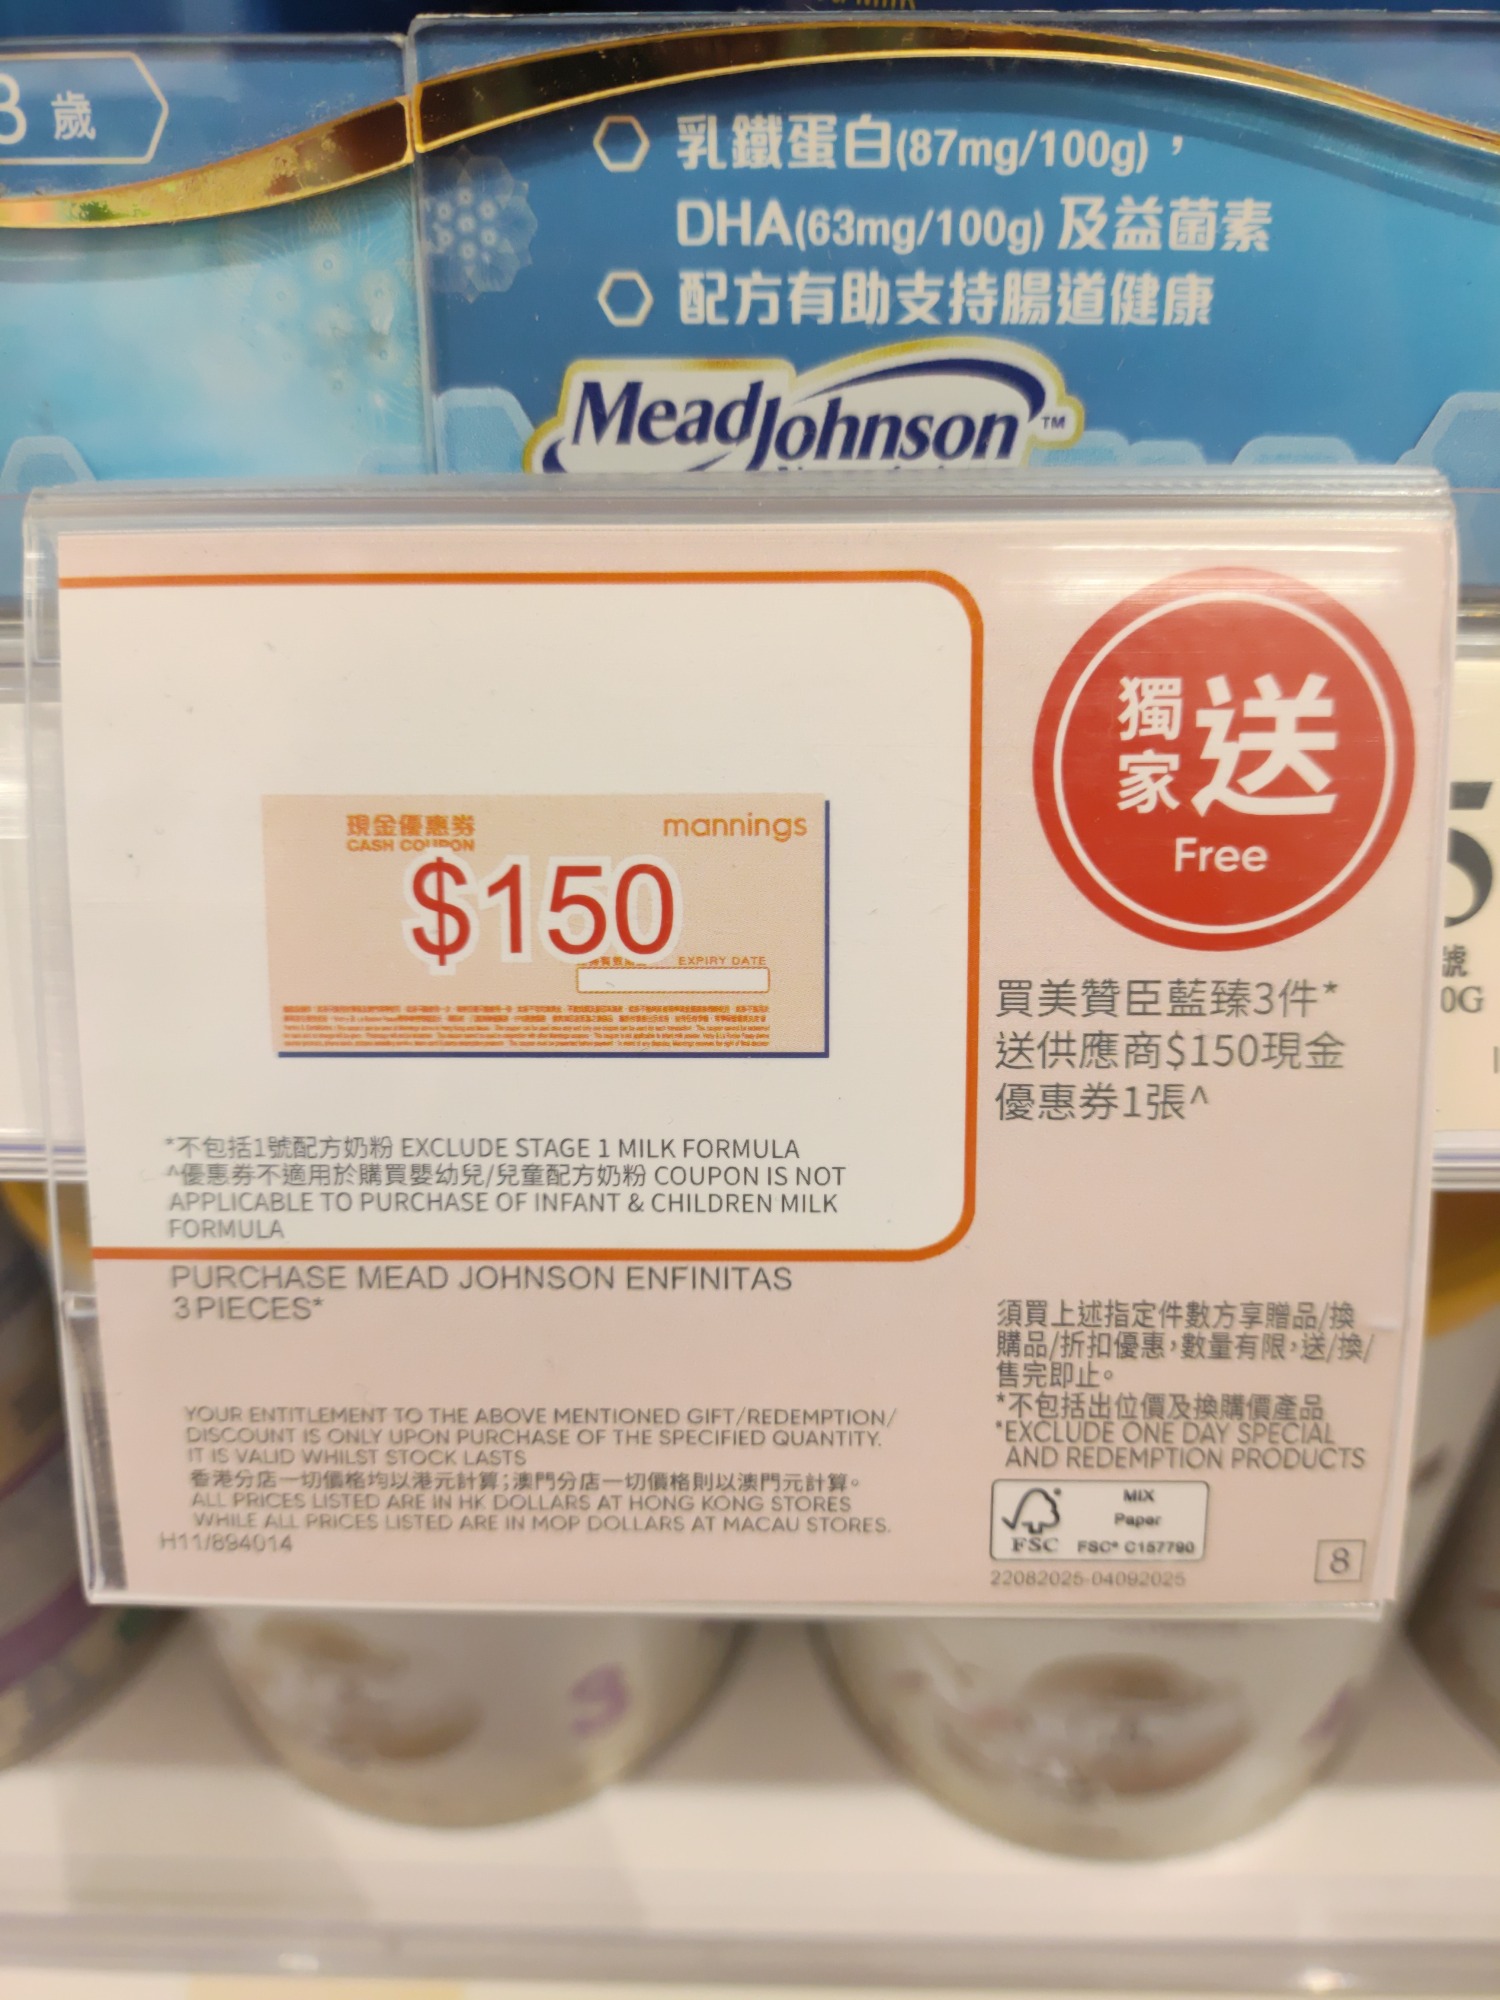 3 歲
乳鐵蛋白(87mg/100g)，
DHA(63mg/100g) 及益菌素
配方有助支持腸道健康
MeadJohnson™
現金優惠券
CASH COUPON
mannings
$150
EXPIRY DATE
獨家送
Free
買美贊臣藍臻3件*
送供應商$150現金
優惠券1張^
*不包括1號配方奶粉 EXCLUDE STAGE 1 MILK FORMULA
^優惠券不適用於購買嬰幼兒/兒童配方奶粉 COUPON IS NOT
APPLICABLE TO PURCHASE OF INFANT & CHILDREN MILK
FORMULA
PURCHASE MEAD JOHNSON ENFINITAS
3 PIECES*
須買上述指定件數方享贈品/換
購品/折扣優惠，數量有限，送/換/
售完即止。
*不包括出位價及換購價產品
*EXCLUDE ONE DAY SPECIAL
AND REDEMPTION PRODUCTS
YOUR ENTITLEMENT TO THE ABOVE MENTIONED GIFT/REDEMPTION/
DISCOUNT IS ONLY UPON PURCHASE OF THE SPECIFIED QUANTITY.
IT IS VALID WHILST STOCK LASTS
香港分店一切價格均以港元計算；澳門分店一切價格則以澳門元計算。
ALL PRICES LISTED ARE IN HK DOLLARS AT HONG KONG STORES
WHILE ALL PRICES LISTED ARE IN MOP DOLLARS AT MACAU STORES.
H11/894014
MIX
Paper
FSC
FSC® C157790
22082025-04092025
8
5
號
0G